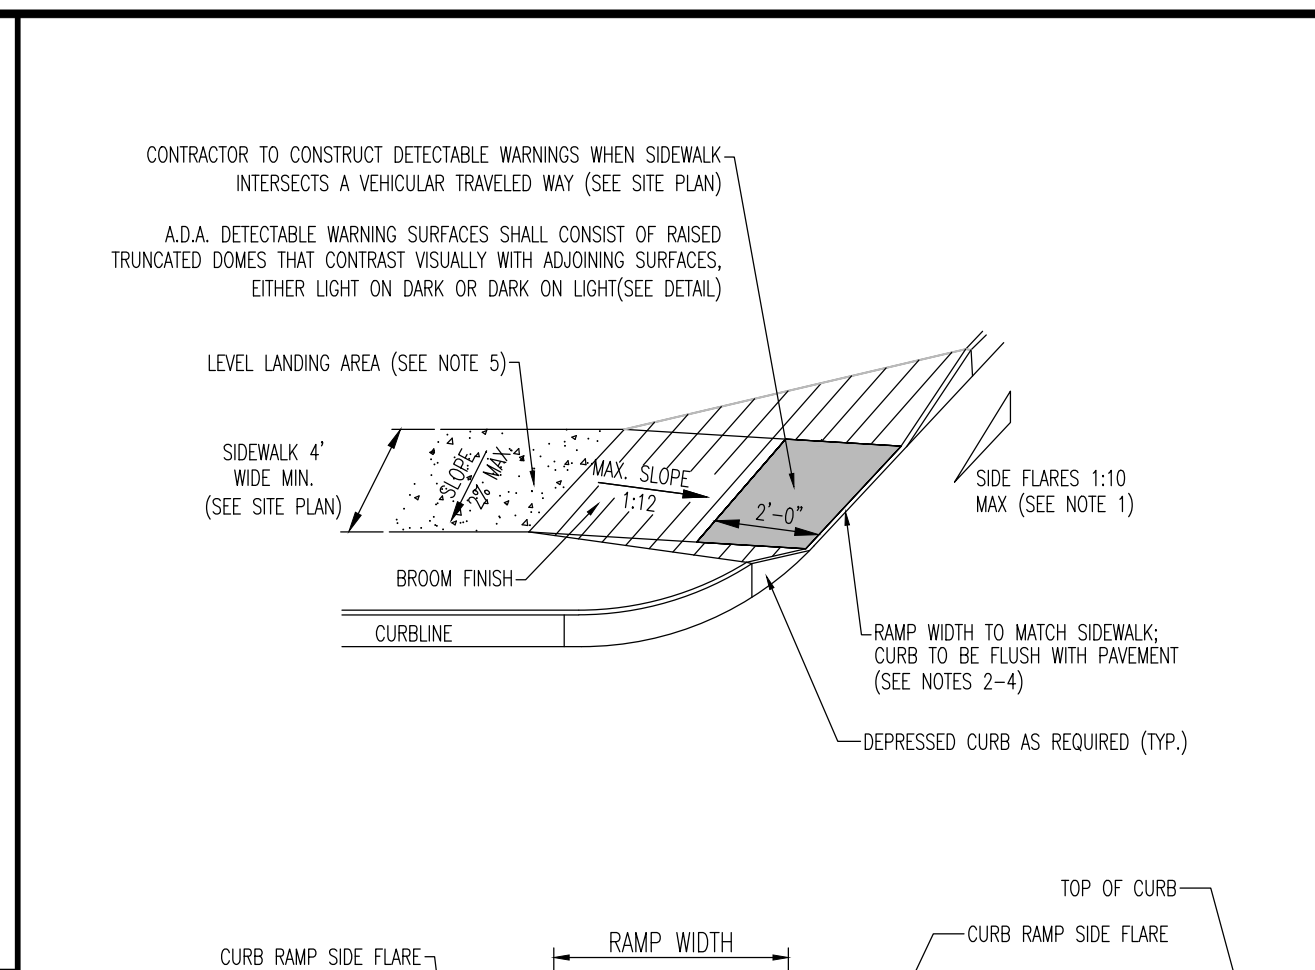 CONTRACTOR TO CONSTRUCT DETECTABLE WARNINGS WHEN SIDEWALK
INTERSECTS A VEHICULAR TRAVELED WAY (SEE SITE PLAN)
A.D.A. DETECTABLE WARNING SURFACES SHALL CONSIST OF RAISED
TRUNCATED DOMES THAT CONTRAST VISUALLY WITH ADJOINING SURFACES,
EITHER LIGHT ON DARK OR DARK ON LIGHT(SEE DETAIL)
LEVEL LANDING AREA (SEE NOTE 5)
SIDEWALK 4'
WIDE MIN.
(SEE SITE PLAN)
SLOPE
2% MAX.
MAX. SLOPE
1:12
2'-0"
SIDE FLARES 1:10
MAX (SEE NOTE 1)
BROOM FINISH
CURBLINE
RAMP WIDTH TO MATCH SIDEWALK;
CURB TO BE FLUSH WITH PAVEMENT
(SEE NOTES 2-4)
DEPRESSED CURB AS REQUIRED (TYP.)
TOP OF CURB
CURB RAMP SIDE FLARE
RAMP WIDTH
CURB RAMP SIDE FLARE